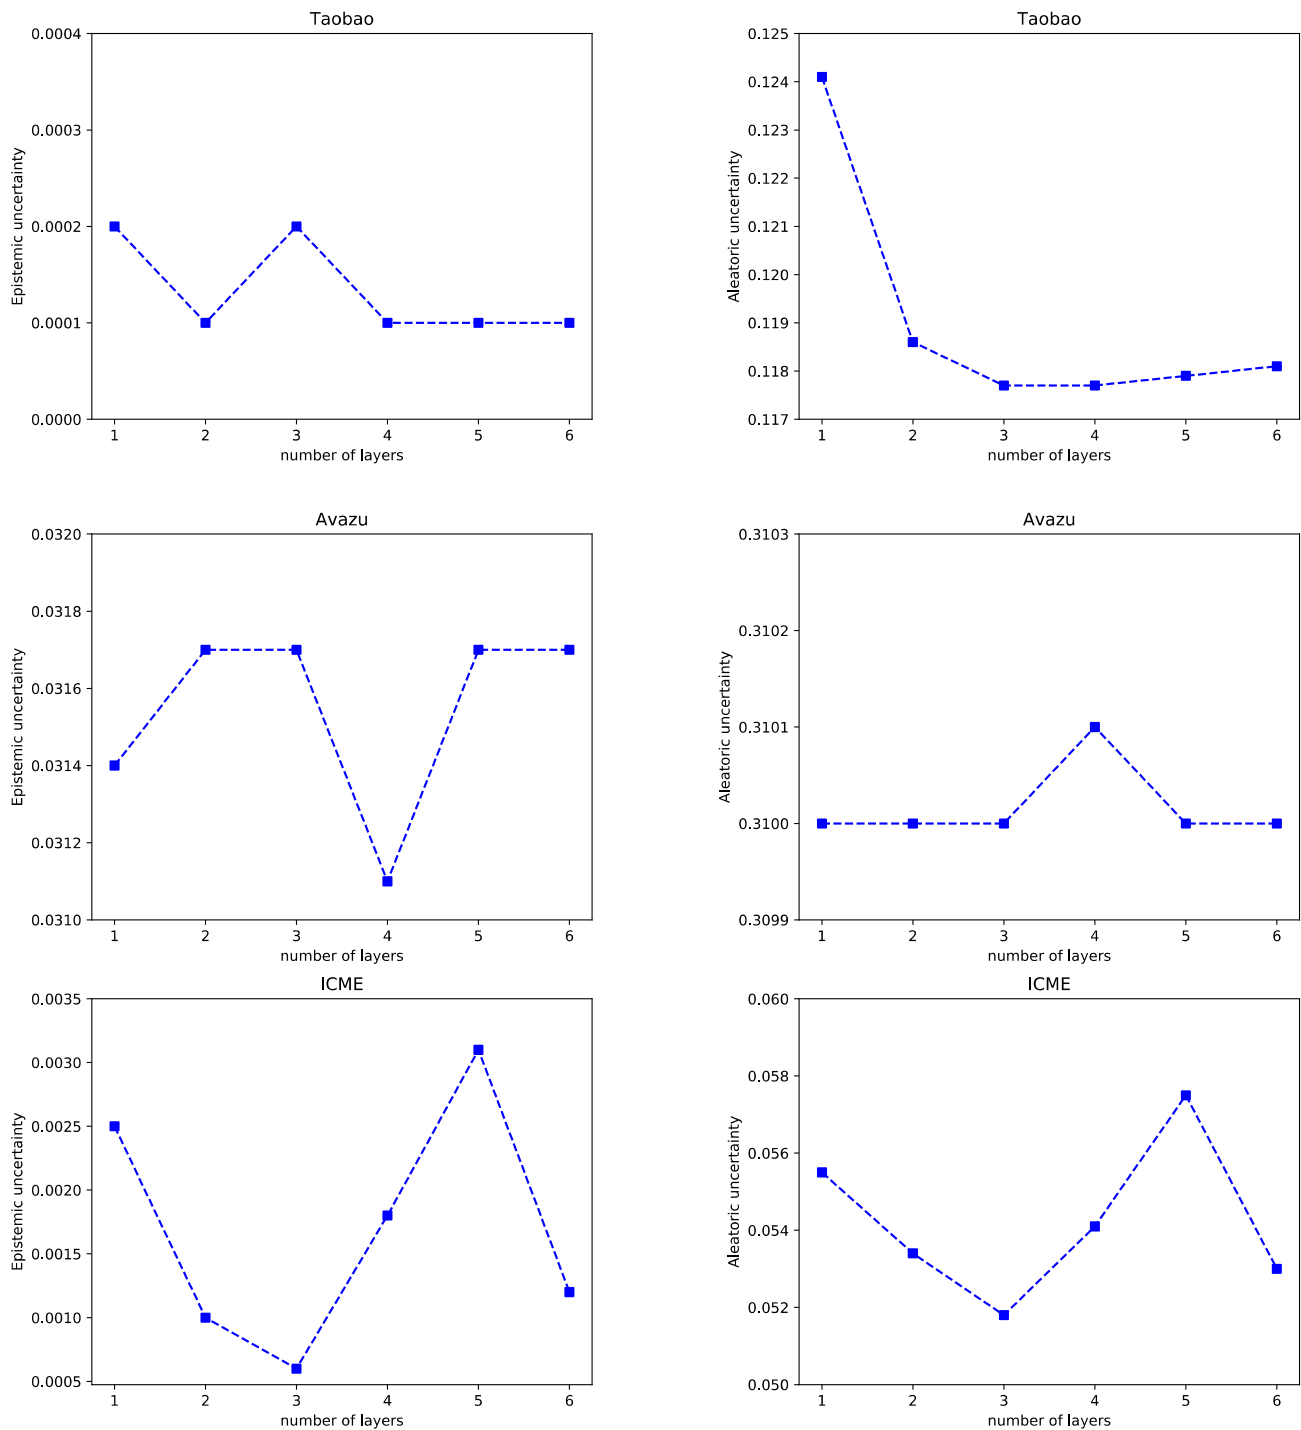 Taobao
0.0004
0.0003
0.0002
0.0001
0.0000
Epistemic uncertainty
1 2 3 4 5 6
number of layers
Taobao
0.125
0.124
0.123
0.122
0.121
0.120
0.119
0.118
0.117
Aleatoric uncertainty
1 2 3 4 5 6
number of layers
Avazu
0.0320
0.0318
0.0316
0.0314
0.0312
0.0310
Epistemic uncertainty
1 2 3 4 5 6
number of layers
Avazu
0.3103
0.3102
0.3101
0.3100
0.3099
Aleatoric uncertainty
1 2 3 4 5 6
number of layers
ICME
0.0035
0.0030
0.0025
0.0020
0.0015
0.0010
0.0005
Epistemic uncertainty
1 2 3 4 5 6
number of layers
ICME
0.060
0.058
0.056
0.054
0.052
0.050
Aleatoric uncertainty
1 2 3 4 5 6
number of layers